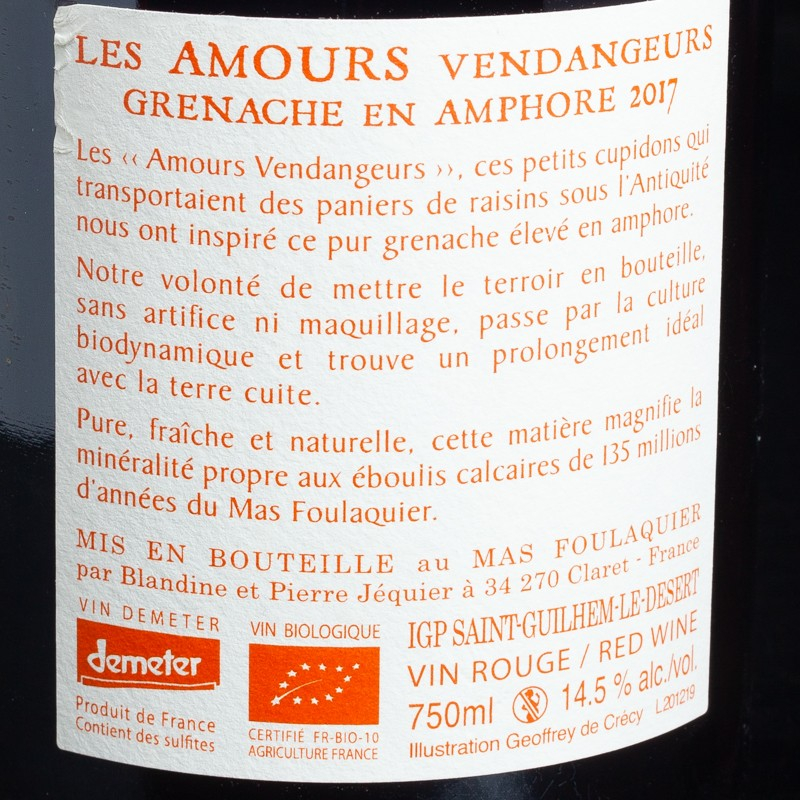 LES AMOURS VENDANGEURS
GRENACHE EN AMPHORE 2017
Les ‹‹ Amours Vendangeurs ››, ces petits cupidons qui
transportaient des paniers de raisins sous l'Antiquité
nous ont inspiré ce pur grenache élevé en amphore.
Notre volonté de mettre le terroir en bouteille,
sans artifice ni maquillage, passe par la culture
biodynamique et trouve un prolongement idéal
avec la terre cuite.
Pure, fraîche et naturelle, cette matière magnifie la
minéralité propre aux éboulis calcaires de 135 millions
d'années du Mas Foulaquier.
MIS EN BOUTEILLE au MAS FOULAQUIER
par Blandine et Pierre Jéquier à 34 270 Claret - France
VIN DEMETER
demeter
Produit de France
Contient des sulfites
VIN BIOLOGIQUE
CERTIFIÉ FR-BIO-10
AGRICULTURE FRANCE
IGP SAINT-GUILHEM-LE-DESERT
VIN ROUGE / RED WINE
750ml 14.5 % alc./vol.
Illustration Geoffrey de Crécy L201219